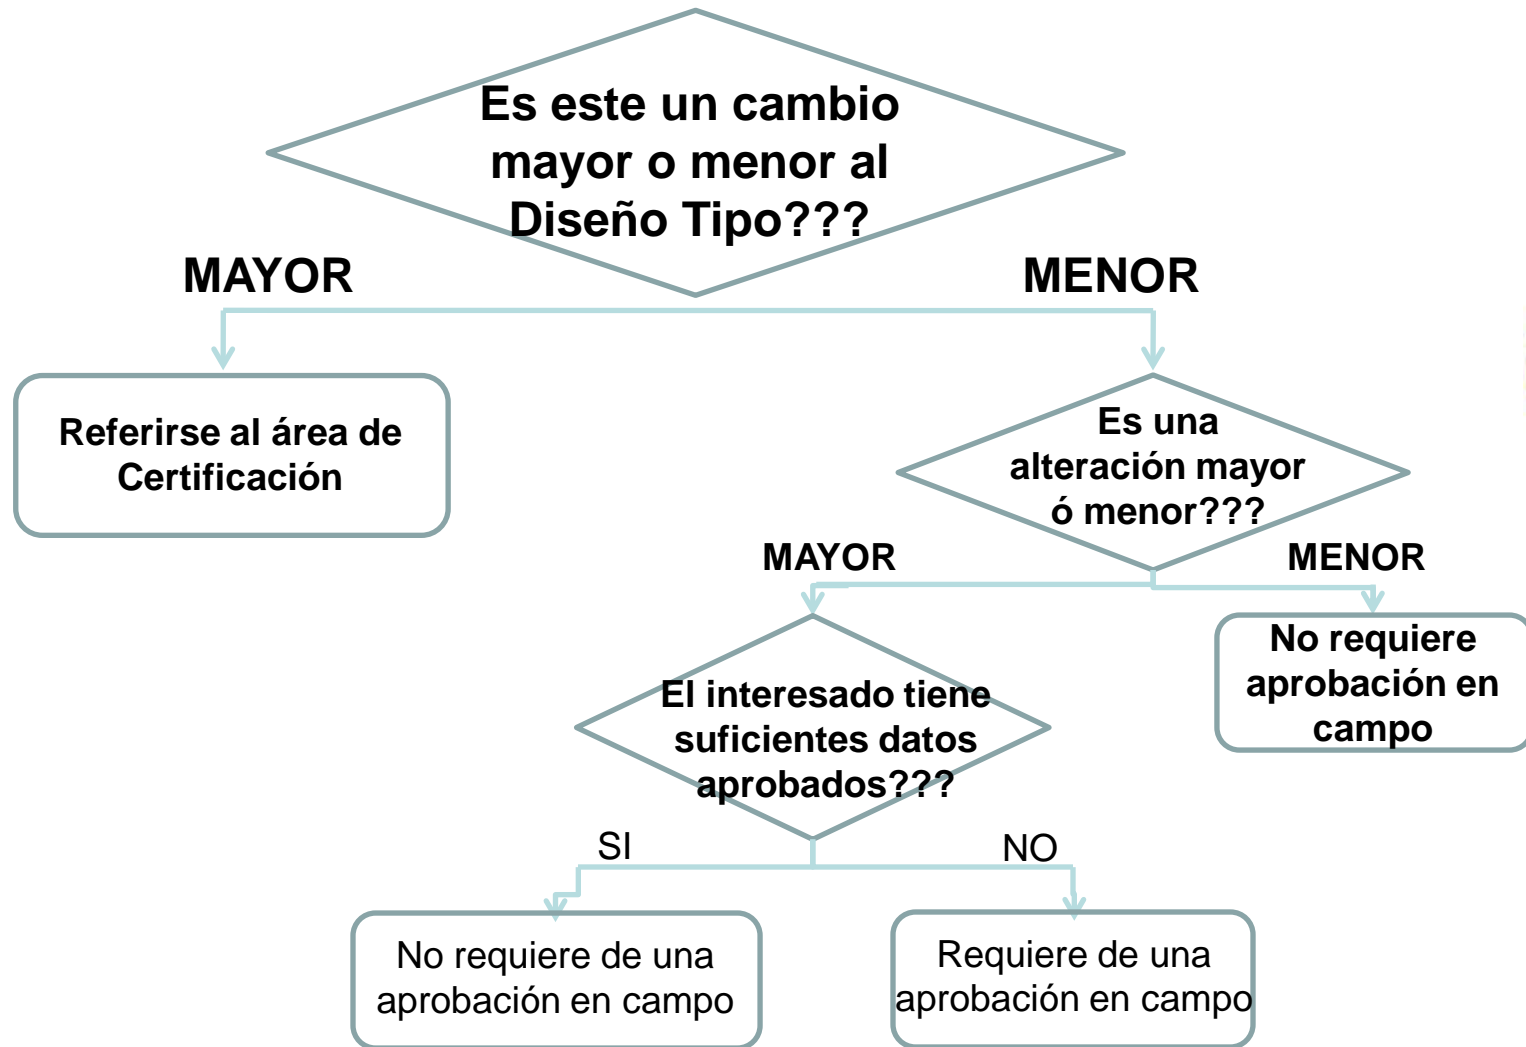 Es este un cambio
mayor o menor al
Diseño Tipo???
MAYOR
MENOR
Referirse al área de
Certificación
Es una
alteración mayor
ó menor???
MAYOR
MENOR
No requiere
aprobación en
campo
El interesado tiene
suficientes datos
aprobados???
SI
NO
No requiere de una
aprobación en campo
Requiere de una
aprobación en campo